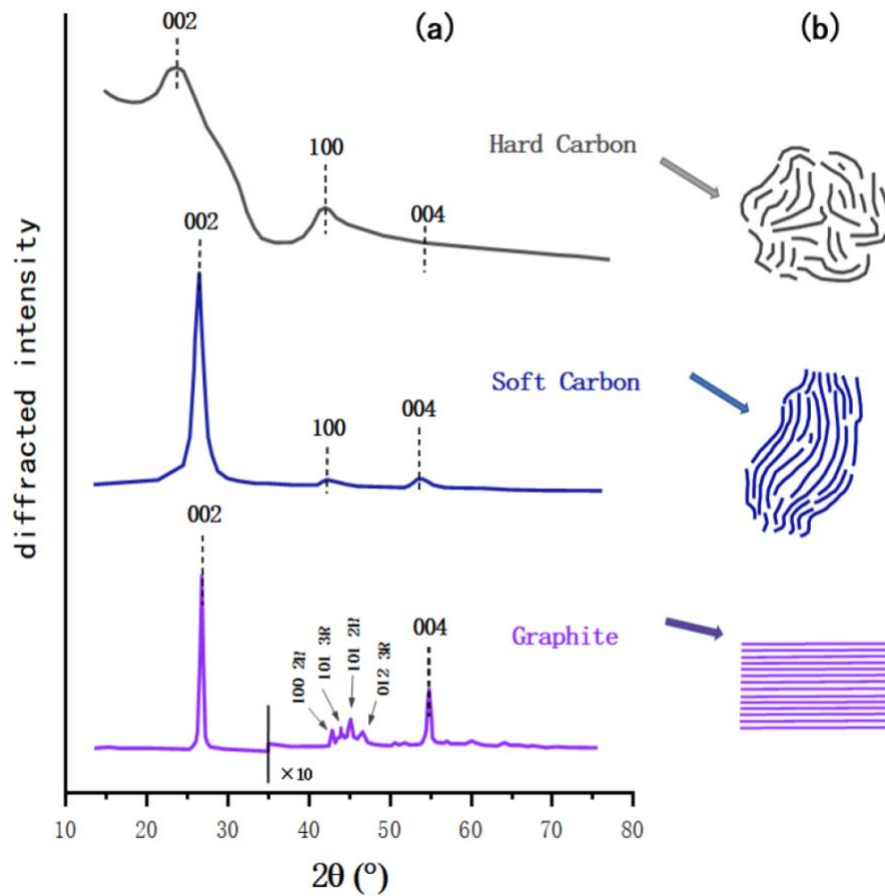 (a)
(b)
002
100
004
Hard Carbon
002
100
004
Soft Carbon
002
100 2H
101 3R
101 2H
012 3R
004
Graphite
×10
diffracted intensity
10 20 30 40 50 60 70 80
2θ (°)